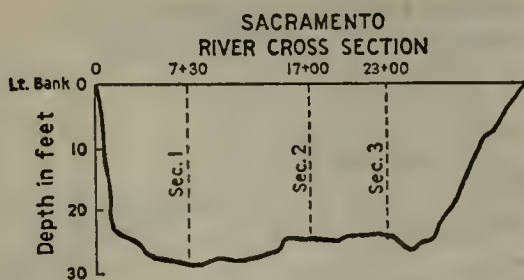 SACRAMENTO
RIVER CROSS SECTION
0 7+30 17+00 23+00
Lt. Bank 0
10
20
30
Depth in feet
Sec. 1
Sec. 2
Sec. 3